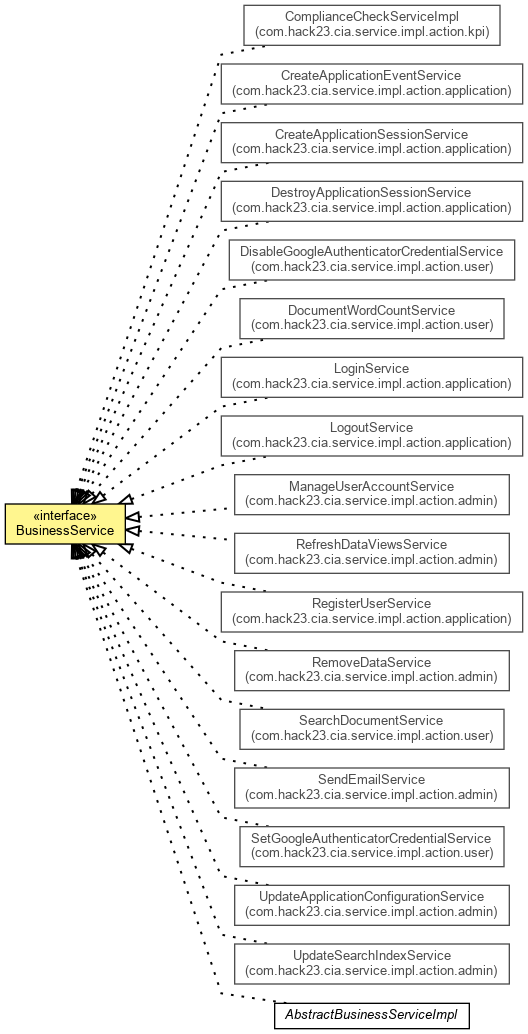 ComplianceCheckServiceImpl
(com.hack23.cia.service.impl.action.kpi)
CreateApplicationEventService
(com.hack23.cia.service.impl.action.application)
CreateApplicationSessionService
(com.hack23.cia.service.impl.action.application)
DestroyApplicationSessionService
(com.hack23.cia.service.impl.action.application)
DisableGoogleAuthenticatorCredentialService
(com.hack23.cia.service.impl.action.user)
DocumentWordCountService
(com.hack23.cia.service.impl.action.user)
LoginService
(com.hack23.cia.service.impl.action.application)
LogoutService
(com.hack23.cia.service.impl.action.application)
ManageUserAccountService
(com.hack23.cia.service.impl.action.admin)
«interface»
BusinessService
RefreshDataViewsService
(com.hack23.cia.service.impl.action.admin)
RegisterUserService
(com.hack23.cia.service.impl.action.application)
RemoveDataService
(com.hack23.cia.service.impl.action.admin)
SearchDocumentService
(com.hack23.cia.service.impl.action.user)
SendEmailService
(com.hack23.cia.service.impl.action.admin)
SetGoogleAuthenticatorCredentialService
(com.hack23.cia.service.impl.action.user)
UpdateApplicationConfigurationService
(com.hack23.cia.service.impl.action.admin)
UpdateSearchIndexService
(com.hack23.cia.service.impl.action.admin)
AbstractBusinessServiceImpl